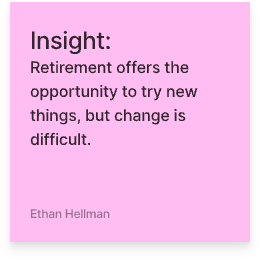 Insight:
Retirement offers the
opportunity to try new
things, but change is
difficult.
Ethan Hellman